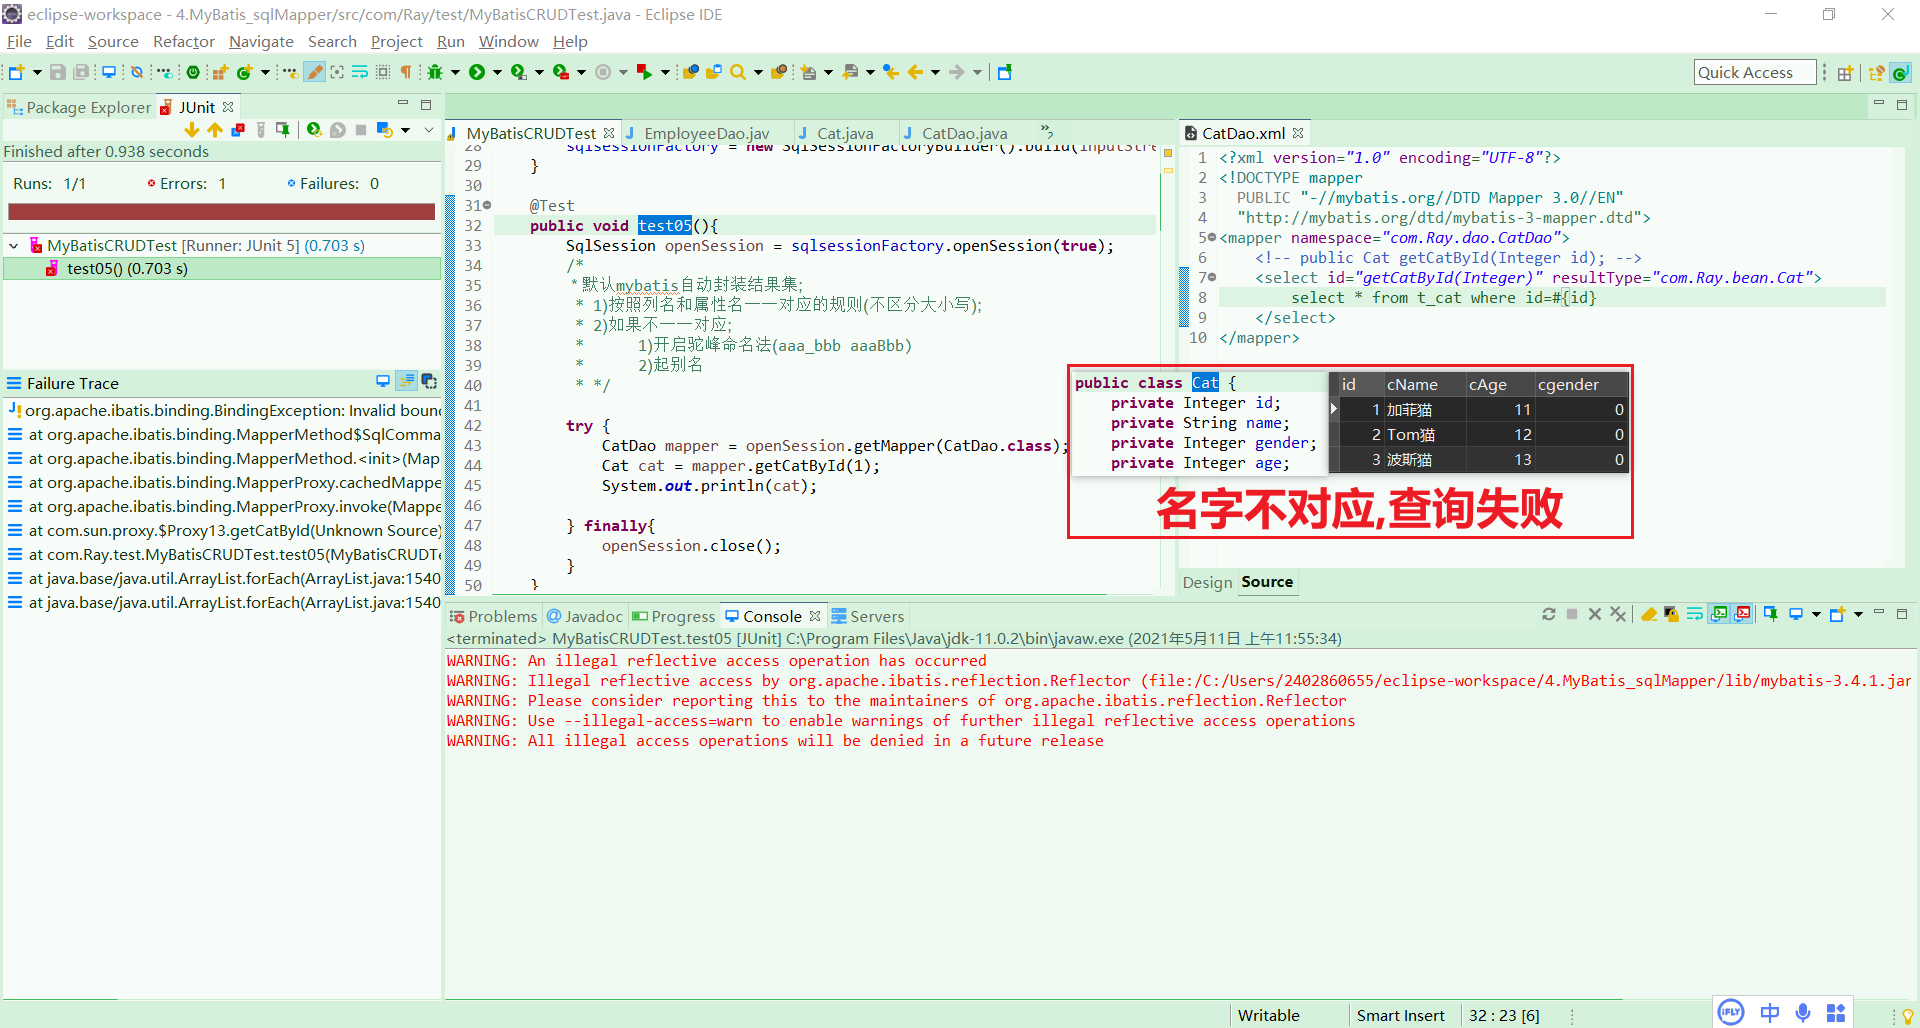 eclipse-workspace - 4.MyBatis_sqlMapper/src/com/Ray/test/MyBatisCRUDTest.java - Eclipse IDE
File Edit Source Refactor Navigate Search Project Run Window Help
Quick Access
Package Explorer JUnit
Finished after 0.938 seconds
Runs: 1/1 Errors: 1 Failures: 0
MyBatisCRUDTest [Runner: JUnit 5] (0.703 s)
test05() (0.703 s)
Failure Trace
org.apache.ibatis.binding.BindingException: Invalid boun
at org.apache.ibatis.binding.MapperMethod$SqlComma
at org.apache.ibatis.binding.MapperMethod.<init>(Map
at org.apache.ibatis.binding.MapperProxy.cachedMappe
at org.apache.ibatis.binding.MapperProxy.invoke(Mappe
at com.sun.proxy.$Proxy13.getCatById(Unknown Source)
at com.Ray.test.MyBatisCRUDTest.test05(MyBatisCRUDTe
at java.base/java.util.ArrayList.forEach(ArrayList.java:1540
at java.base/java.util.ArrayList.forEach(ArrayList.java:1540
MyBatisCRUDTest EmployeeDao.jav Cat.java CatDao.java »2
28 sqlsessionFactory = new SqlSessionFactoryBuilder().build(inputStre
29 }
30
31 @Test
32 public void test05(){
33 SqlSession openSession = sqlsessionFactory.openSession(true);
34 /*
35 * 默认mybatis自动封装结果集;
36 * 1)按照列名和属性名一一对应的规则(不区分大小写);
37 * 2)如果不一一对应;
38 * 1)开启驼峰命名法(aaa_bbb aaaBbb)
39 * 2)起别名
40 * */
41
42 try {
43 CatDao mapper = openSession.getMapper(CatDao.class);
44 Cat cat = mapper.getCatById(1);
45 System.out.println(cat);
46
47 } finally{
48 openSession.close();
49 }
50 }
CatDao.xml
1 <?xml version="1.0" encoding="UTF-8"?>
2 <!DOCTYPE mapper
3 PUBLIC "-//mybatis.org//DTD Mapper 3.0//EN"
4 "http://mybatis.org/dtd/mybatis-3-mapper.dtd">
5 <mapper namespace="com.Ray.dao.CatDao">
6 <!-- public Cat getCatById(Integer id); -->
7 <select id="getCatById(Integer)" resultType="com.Ray.bean.Cat">
8 select * from t_cat where id=#{id}
9 </select>
10 </mapper>
public class Cat {
private Integer id;
private String name;
private Integer gender;
private Integer age;
id cName cAge cgender
1 加菲猫 11 0
2 Tom猫 12 0
3 波斯猫 13 0
名字不对应,查询失败
Design Source
Problems Javadoc Progress Console Servers
<terminated> MyBatisCRUDTest.test05 [JUnit] C:\Program Files\Java\jdk-11.0.2\bin\javaw.exe (2021年5月11日 上午11:55:34)
WARNING: An illegal reflective access operation has occurred
WARNING: Illegal reflective access by org.apache.ibatis.reflection.Reflector (file:/C:/Users/2402860655/eclipse-workspace/4.MyBatis_sqlMapper/lib/mybatis-3.4.1.jar
WARNING: Please consider reporting this to the maintainers of org.apache.ibatis.reflection.Reflector
WARNING: Use --illegal-access=warn to enable warnings of further illegal reflective access operations
WARNING: All illegal access operations will be denied in a future release
Writable Smart Insert 32 : 23 [6]
iFLY 中